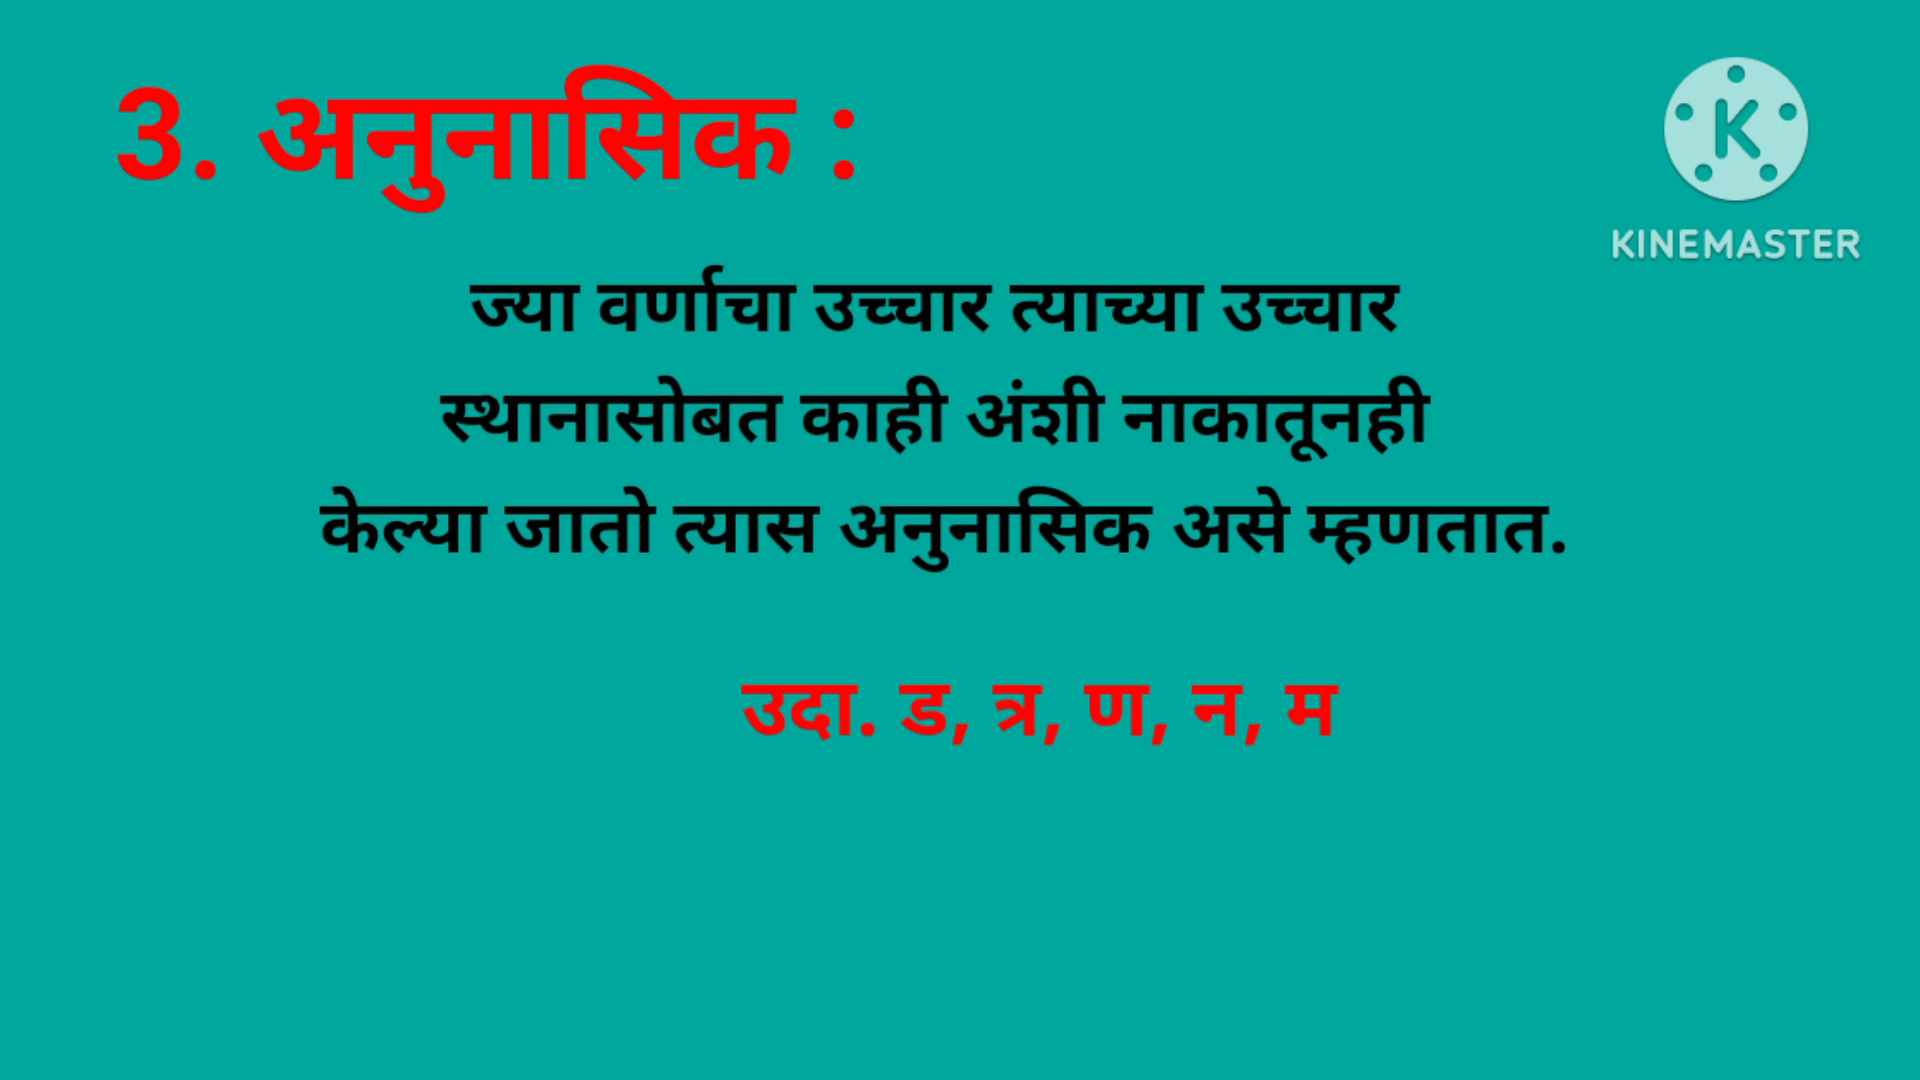 3. अनुनासिक :
KINEMASTER
ज्या वर्णाचा उच्चार त्याच्या उच्चार
स्थानासोबत काही अंशी नाकातूनही
केल्या जातो त्यास अनुनासिक असे म्हणतात.
उदा. ड, त्र, ण, न, म